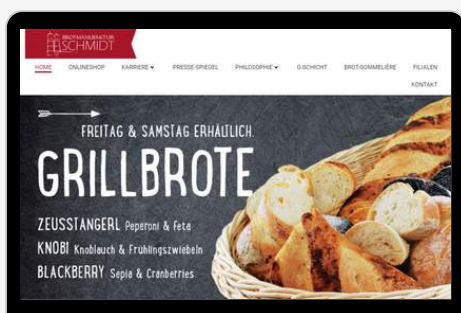 BROTMANUFAKTUR
SCHMIDT
HOME ONLINESHOP KARRIERE PRESSE-SPIEGEL PHILOSOPHIE G-SCHICHT BROT-SOMMELIÈRE FILIALEN
KONTAKT
FREITAG & SAMSTAG ERHÄLTLICH.
GRILLBROTE
ZEUSSTANGERL Peperoni & Feta
KNOBI Knoblauch & Frühlingszwiebeln
BLACKBERRY Sepia & Cranberries